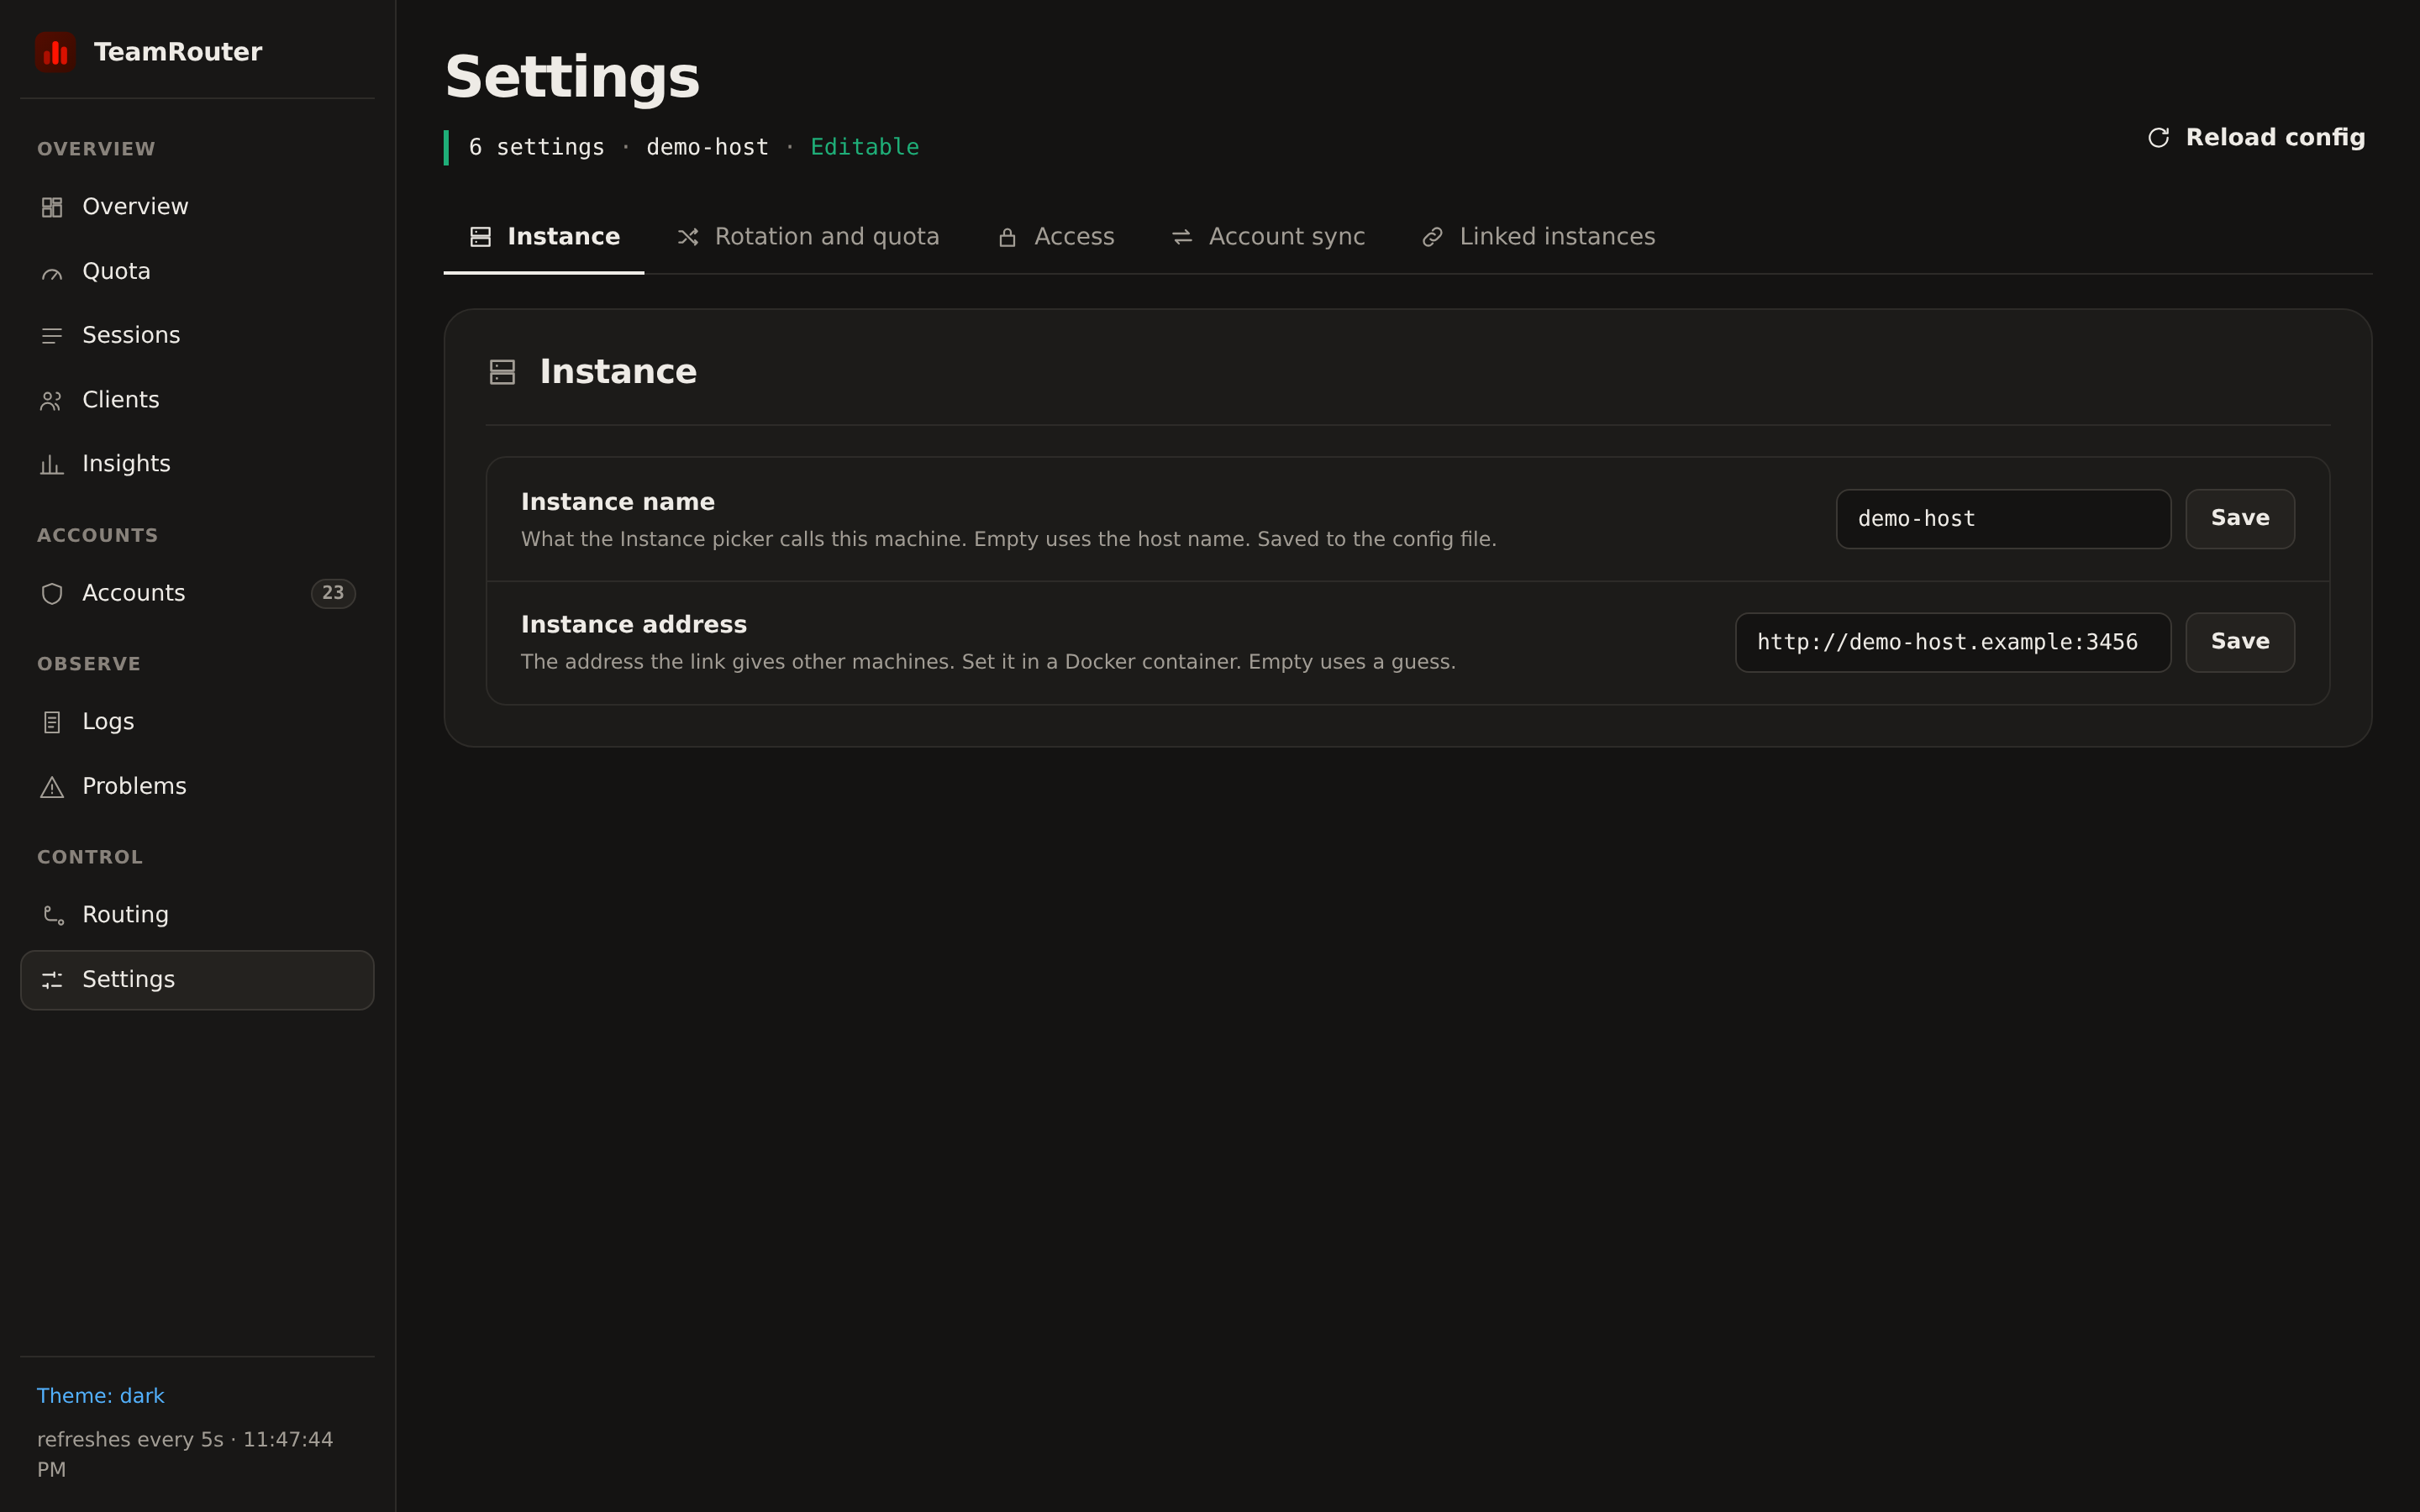 TeamRouter
OVERVIEW
Overview
Quota
Sessions
Clients
Insights
ACCOUNTS
Accounts 23
OBSERVE
Logs
Problems
CONTROL
Routing
Settings
Theme: dark
refreshes every 5s · 11:47:44
PM
Settings
6 settings · demo-host · Editable
Reload config
Instance Rotation and quota Access Account sync Linked instances
Instance
Instance name
What the Instance picker calls this machine. Empty uses the host name. Saved to the config file.
demo-host Save
Instance address
The address the link gives other machines. Set it in a Docker container. Empty uses a guess.
http://demo-host.example:3456 Save